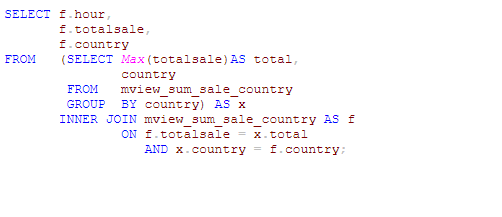 SELECT f.hour,
       f.totalsale,
       f.country
FROM   (SELECT Max(totalsale)AS total,
               country
        FROM   mview_sum_sale_country
        GROUP  BY country) AS x
       INNER JOIN mview_sum_sale_country AS f
               ON f.totalsale = x.total
                  AND x.country = f.country;